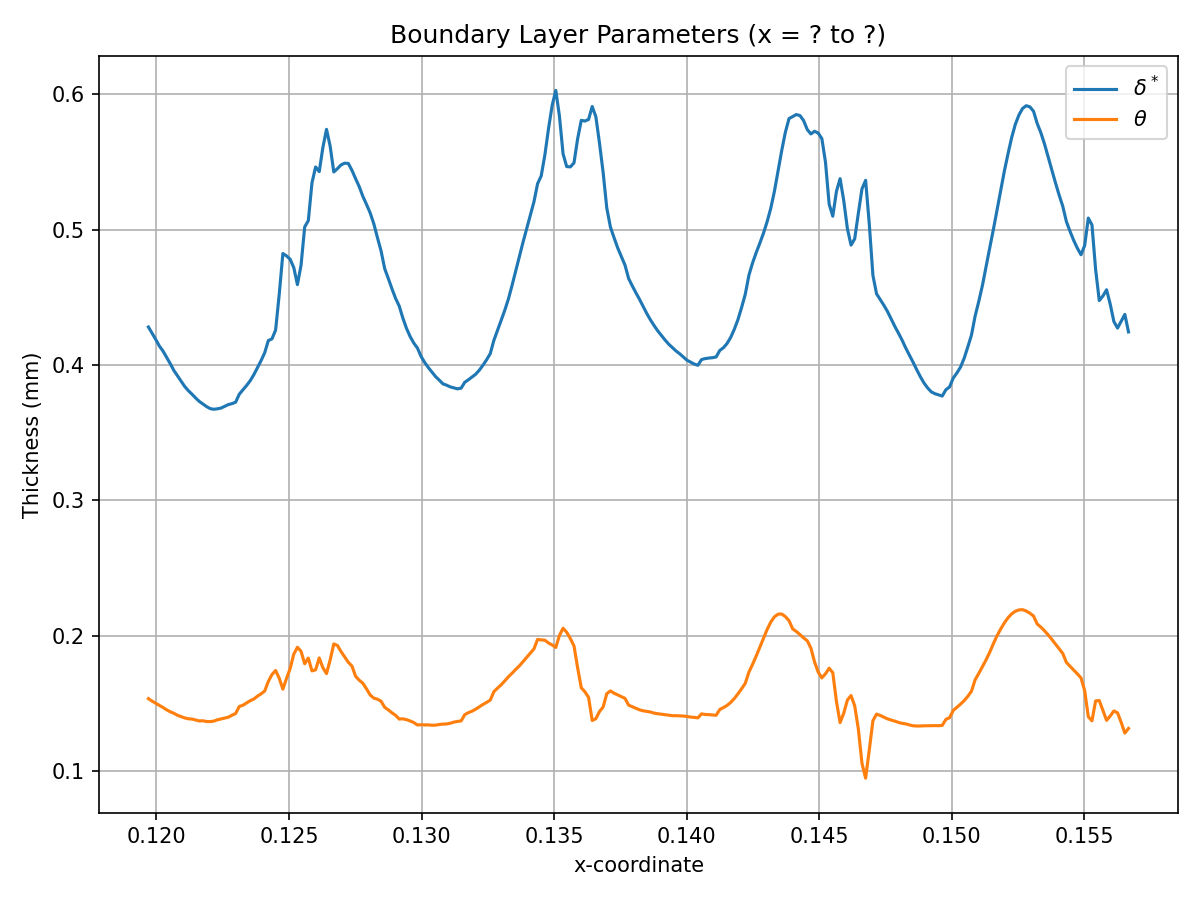 Boundary Layer Parameters (x = ? to ?)
δ*
θ
Thickness (mm)
0.6
0.5
0.4
0.3
0.2
0.1
0.120 0.125 0.130 0.135 0.140 0.145 0.150 0.155
x-coordinate